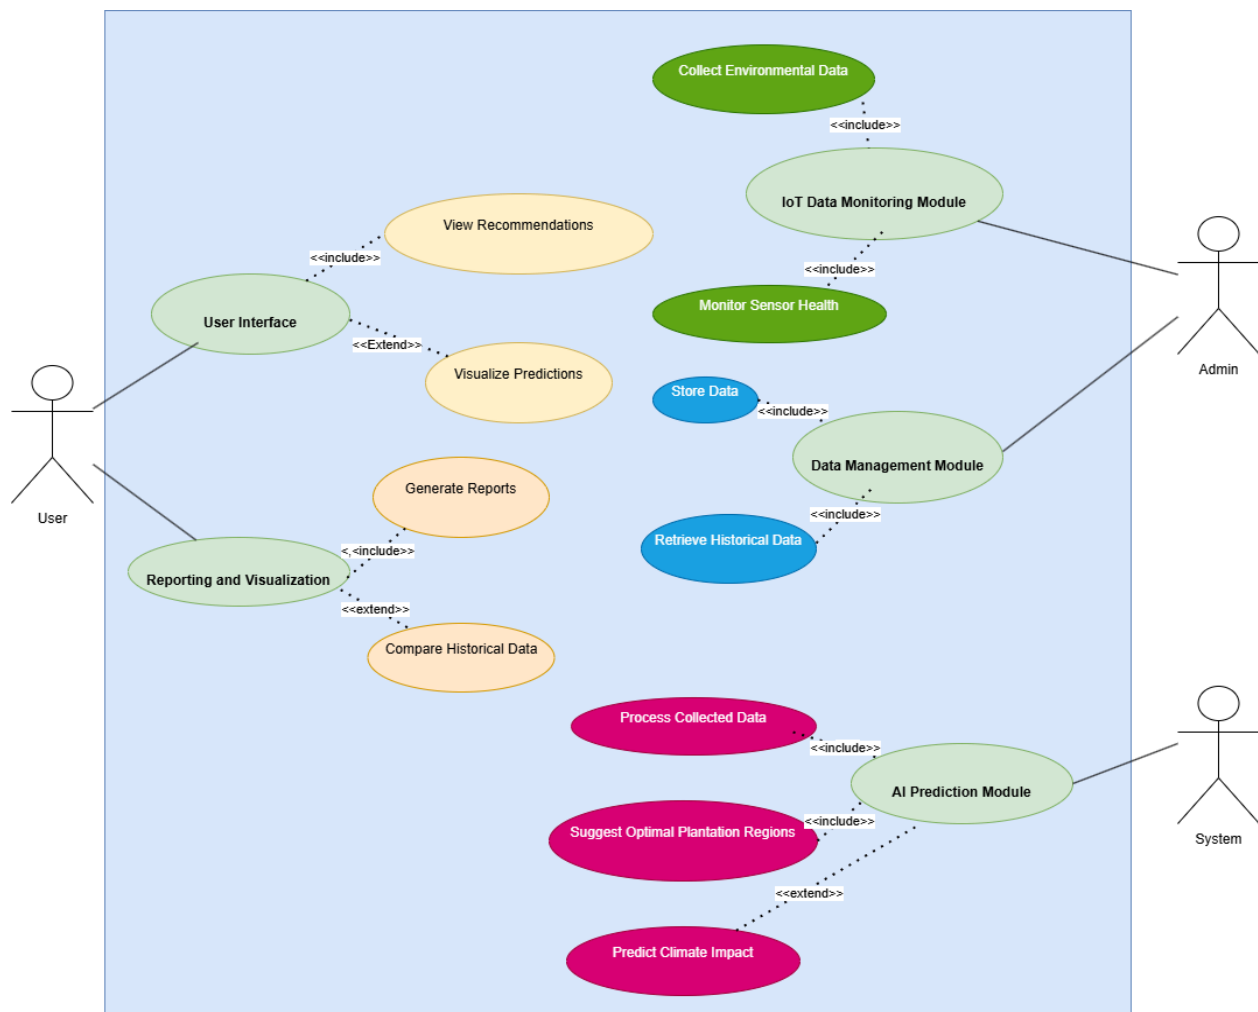 Collect Environmental Data
<<include>>
IoT Data Monitoring Module
<<include>>
Monitor Sensor Health
View Recommendations
<<include>>
User Interface
<<Extend>>
Visualize Predictions
Admin
Store Data
<<include>>
Data Management Module
<<include>>
Retrieve Historical Data
User
Generate Reports
<,<include>>
Reporting and Visualization
<<extend>>
Compare Historical Data
Process Collected Data
<<include>>
AI Prediction Module
<<include>>
Suggest Optimal Plantation Regions
<<extend>>
Predict Climate Impact
System